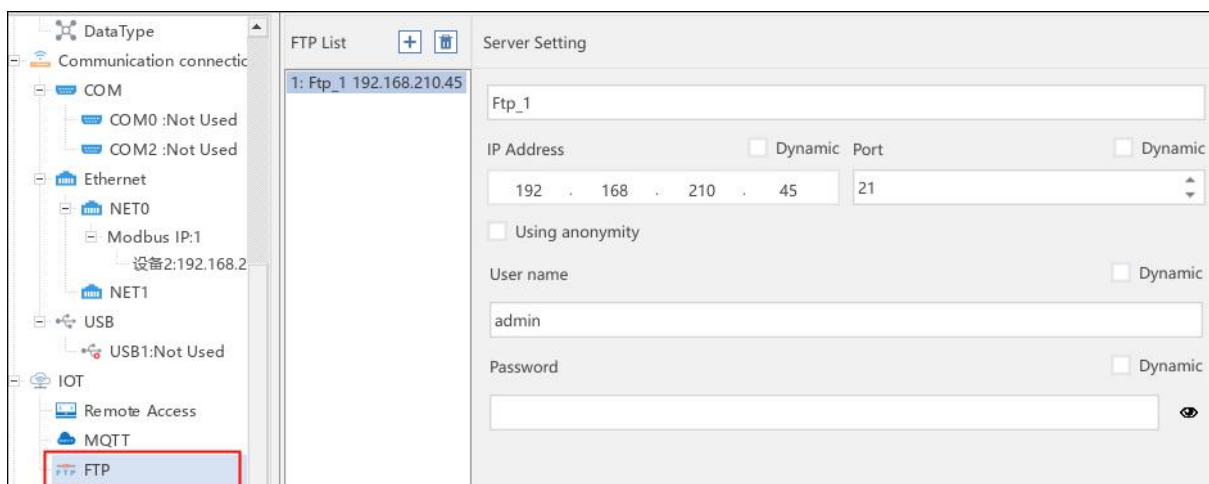 DataType
Communication connectic
COM
COM0 :Not Used
COM2 :Not Used
Ethernet
NET0
Modbus IP:1
设备2:192.168.2
NET1
USB
USB1:Not Used
IOT
Remote Access
MQTT
FTP FTP
FTP List
1: Ftp_1 192.168.210.45
Server Setting
Ftp_1
IP Address Dynamic Port Dynamic
192 . 168 . 210 . 45 21
Using anonymity
User name Dynamic
admin
Password Dynamic